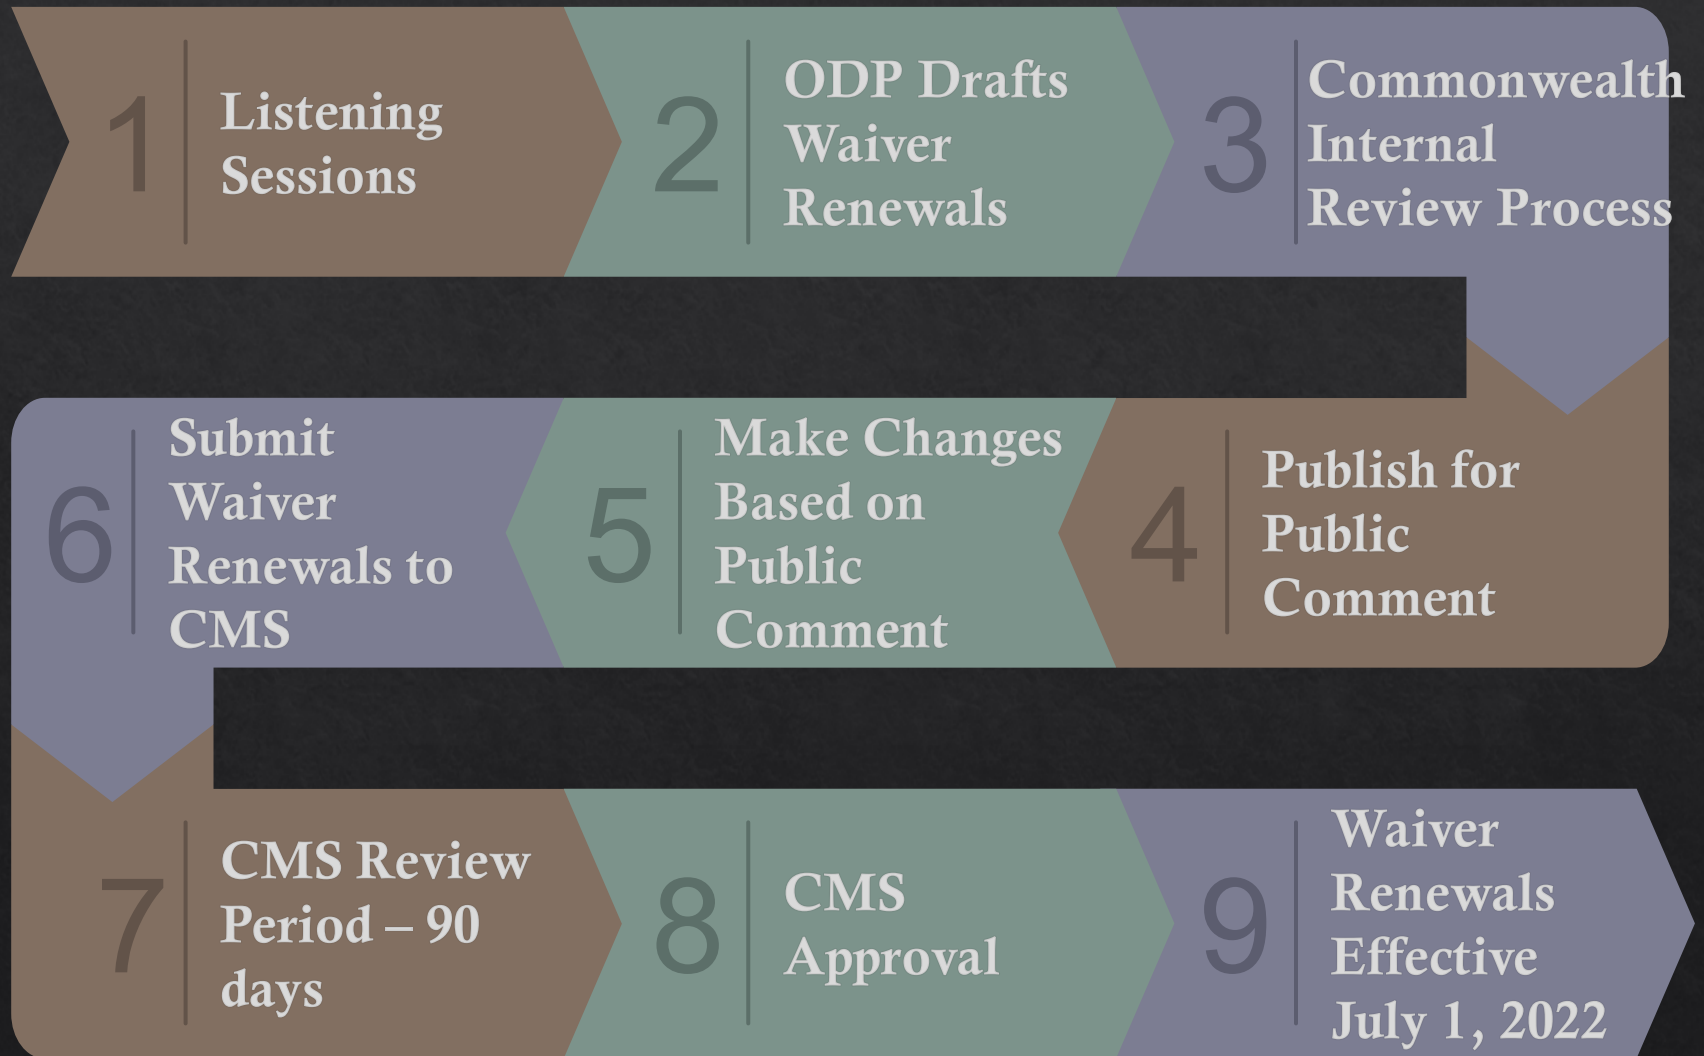 1
Listening
Sessions
2
ODP Drafts
Waiver
Renewals
3
Commonwealth
Internal
Review Process
4
Publish for
Public
Comment
5
Make Changes
Based on
Public
Comment
6
Submit
Waiver
Renewals to
CMS
7
CMS Review
Period – 90
days
8
CMS
Approval
9
Waiver
Renewals
Effective
July 1, 2022